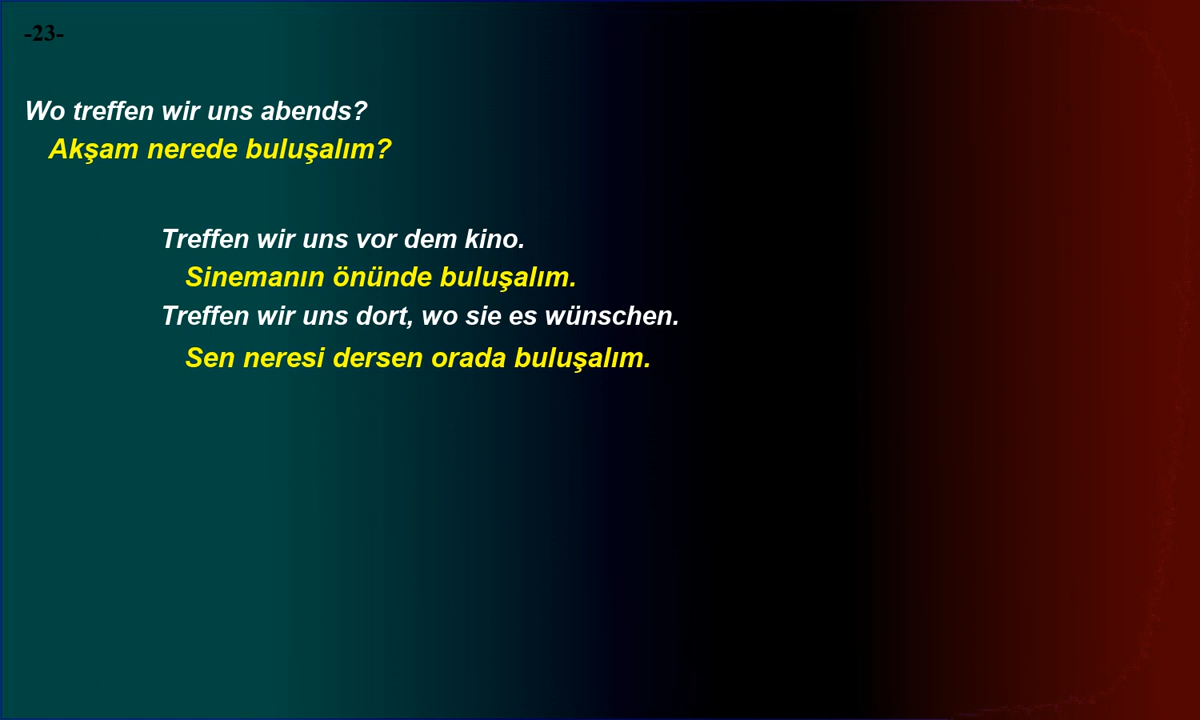 -23-
Wo treffen wir uns abends?
Akşam nerede buluşalım?
Treffen wir uns vor dem kino.
Sinemanın önünde buluşalım.
Treffen wir uns dort, wo sie es wünschen.
Sen neresi dersen orada buluşalım.